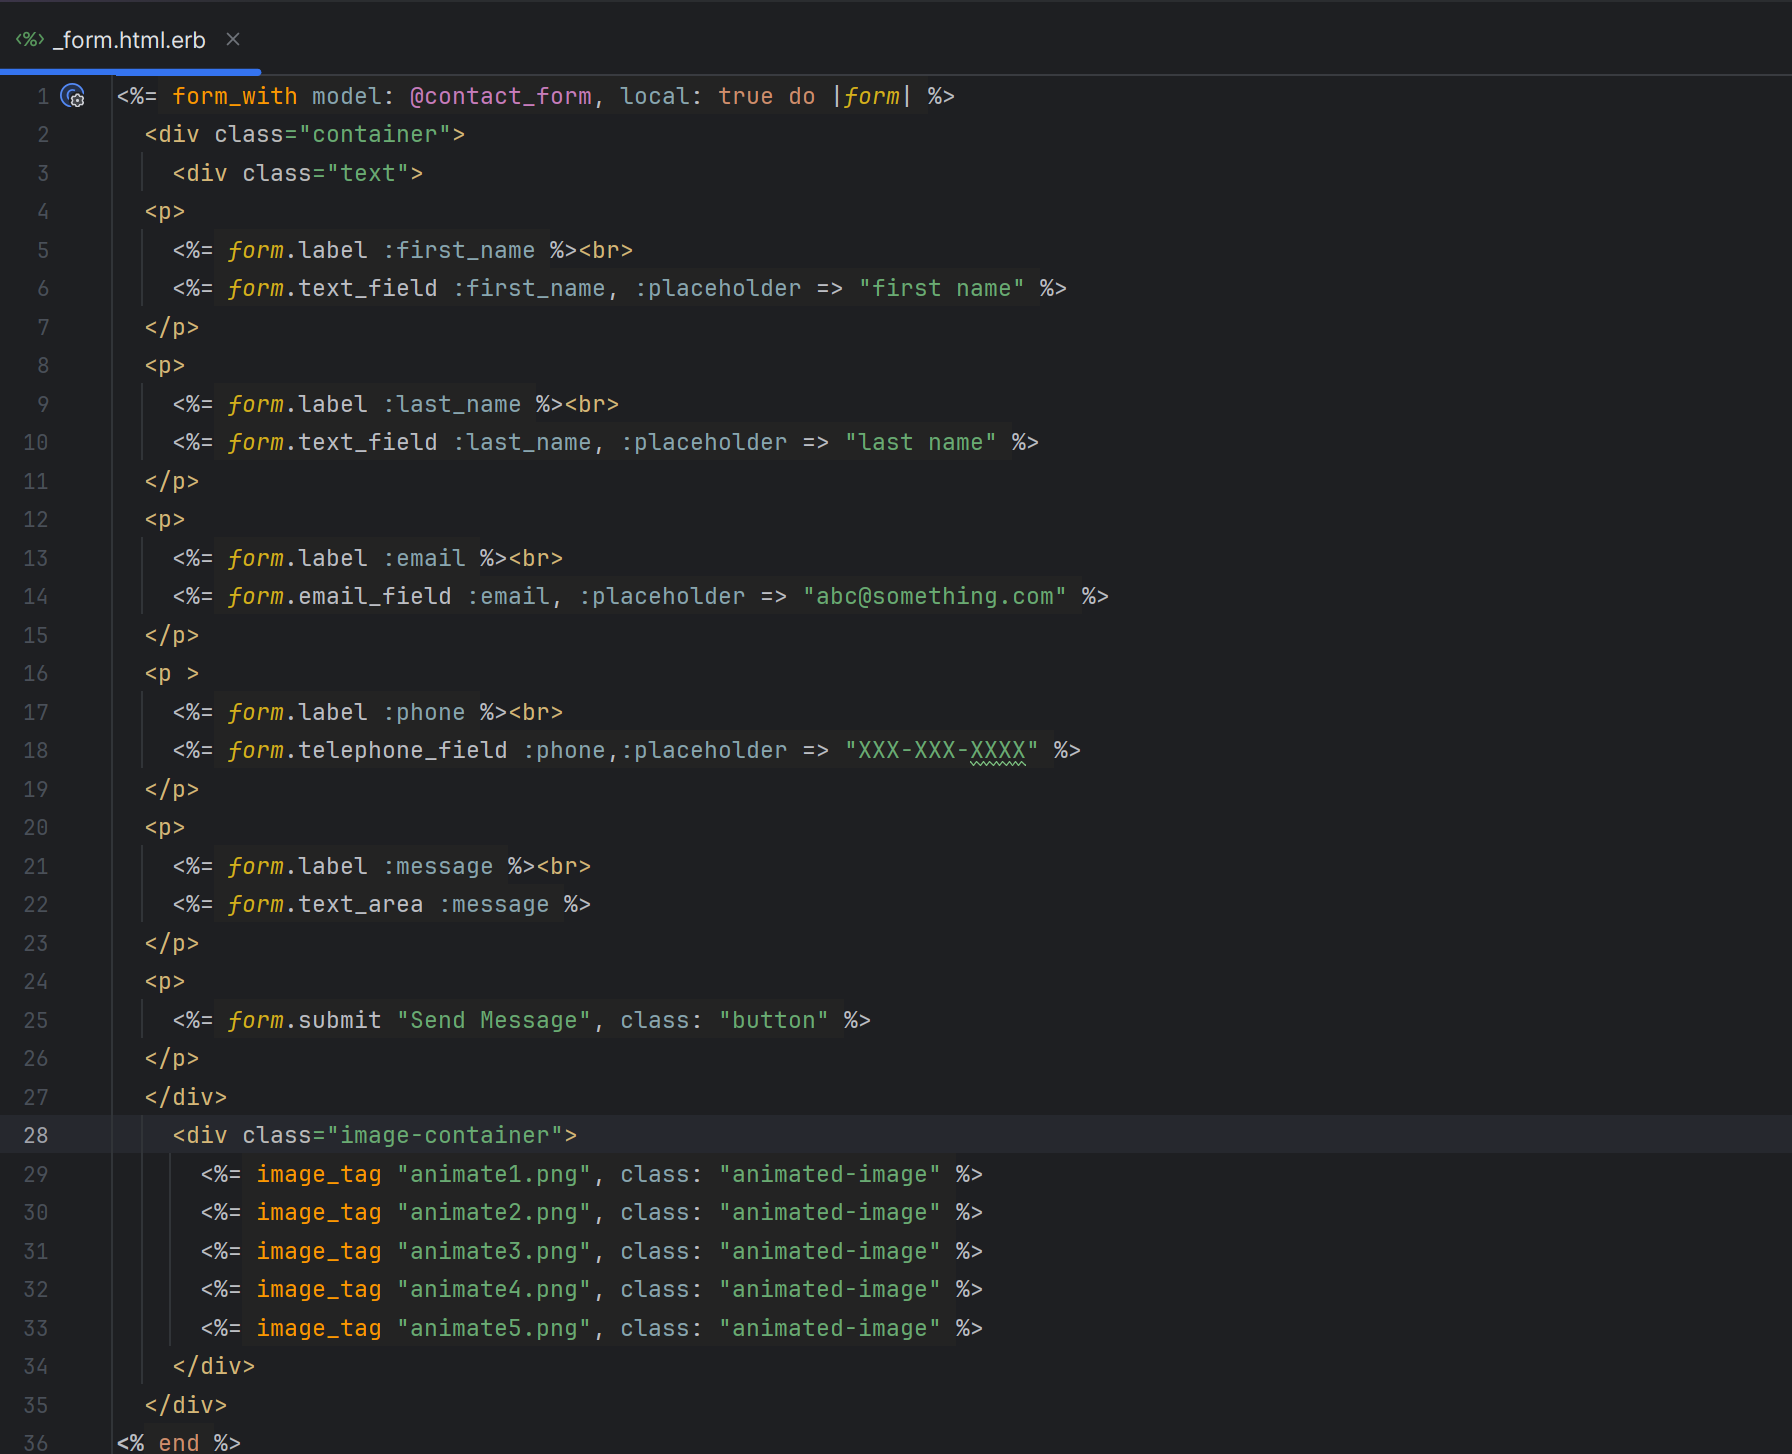 <%> _form.html.erb ×
1 <%= form_with model: @contact_form, local: true do |form| %>
2   <div class="container">
3     <div class="text">
4   <p>
5     <%= form.label :first_name %><br>
6     <%= form.text_field :first_name, :placeholder => "first name" %>
7   </p>
8   <p>
9     <%= form.label :last_name %><br>
10     <%= form.text_field :last_name, :placeholder => "last name" %>
11   </p>
12   <p>
13     <%= form.label :email %><br>
14     <%= form.email_field :email, :placeholder => "abc@something.com" %>
15   </p>
16   <p >
17     <%= form.label :phone %><br>
18     <%= form.telephone_field :phone,:placeholder => "XXX-XXX-XXXX" %>
19   </p>
20   <p>
21     <%= form.label :message %><br>
22     <%= form.text_area :message %>
23   </p>
24   <p>
25     <%= form.submit "Send Message", class: "button" %>
26   </p>
27   </div>
28     <div class="image-container">
29       <%= image_tag "animate1.png", class: "animated-image" %>
30       <%= image_tag "animate2.png", class: "animated-image" %>
31       <%= image_tag "animate3.png", class: "animated-image" %>
32       <%= image_tag "animate4.png", class: "animated-image" %>
33       <%= image_tag "animate5.png", class: "animated-image" %>
34     </div>
35   </div>
36 <% end %>